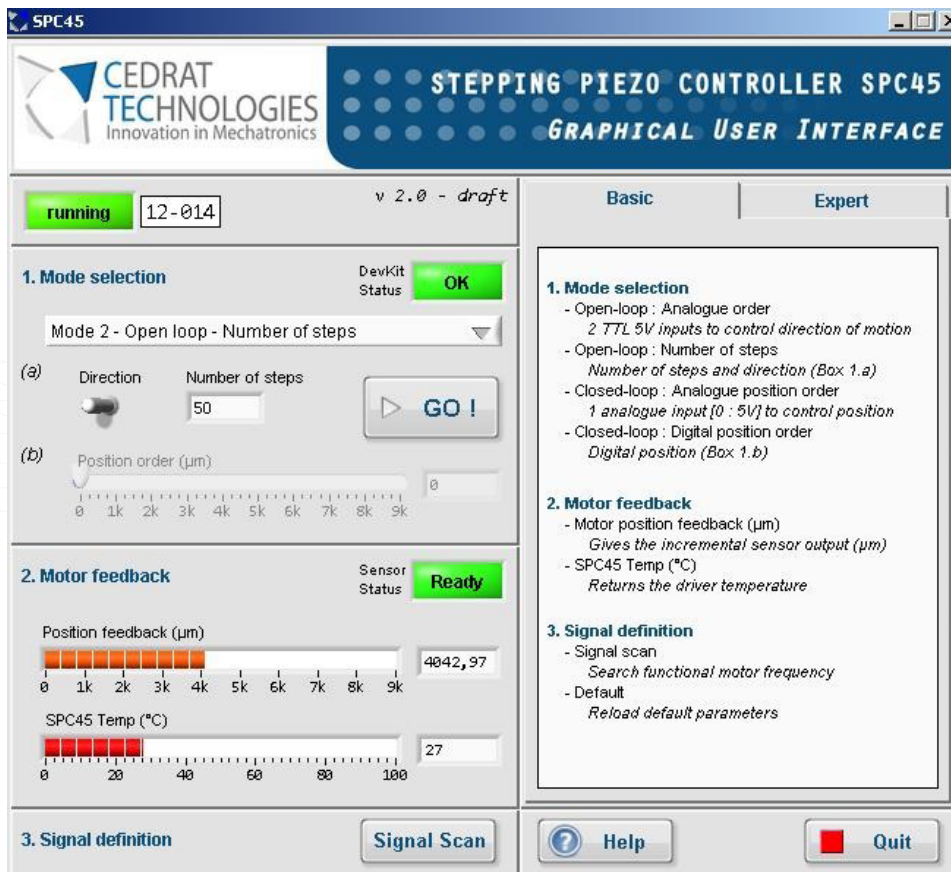 SPC45
CEDRAT
TECHNOLOGIES
Innovation in Mechatronics
STEPPING PIEZO CONTROLLER SPC45
GRAPHICAL USER INTERFACE
running
12-014
v 2.0 - draft
1. Mode selection
DevKit
Status
OK
Mode 2 - Open loop - Number of steps
(a)
Direction
Number of steps
50
GO !
(b)
Position order (µm)
0
0 1k 2k 3k 4k 5k 6k 7k 8k 9k
2. Motor feedback
Sensor
Status
Ready
Position feedback (µm)
4042,97
0 1k 2k 3k 4k 5k 6k 7k 8k 9k
SPC45 Temp (°C)
27
0 20 40 60 80 100
3. Signal definition
Signal Scan
Basic
Expert
1. Mode selection
- Open-loop : Analogue order
2 TTL 5V inputs to control direction of motion
- Open-loop : Number of steps
Number of steps and direction (Box 1.a)
- Closed-loop : Analogue position order
1 analogue input [0 : 5V] to control position
- Closed-loop : Digital position order
Digital position (Box 1.b)
2. Motor feedback
- Motor position feedback (µm)
Gives the incremental sensor output (µm)
- SPC45 Temp (°C)
Returns the driver temperature
3. Signal definition
- Signal scan
Search functional motor frequency
- Default
Reload default parameters
? Help
Quit